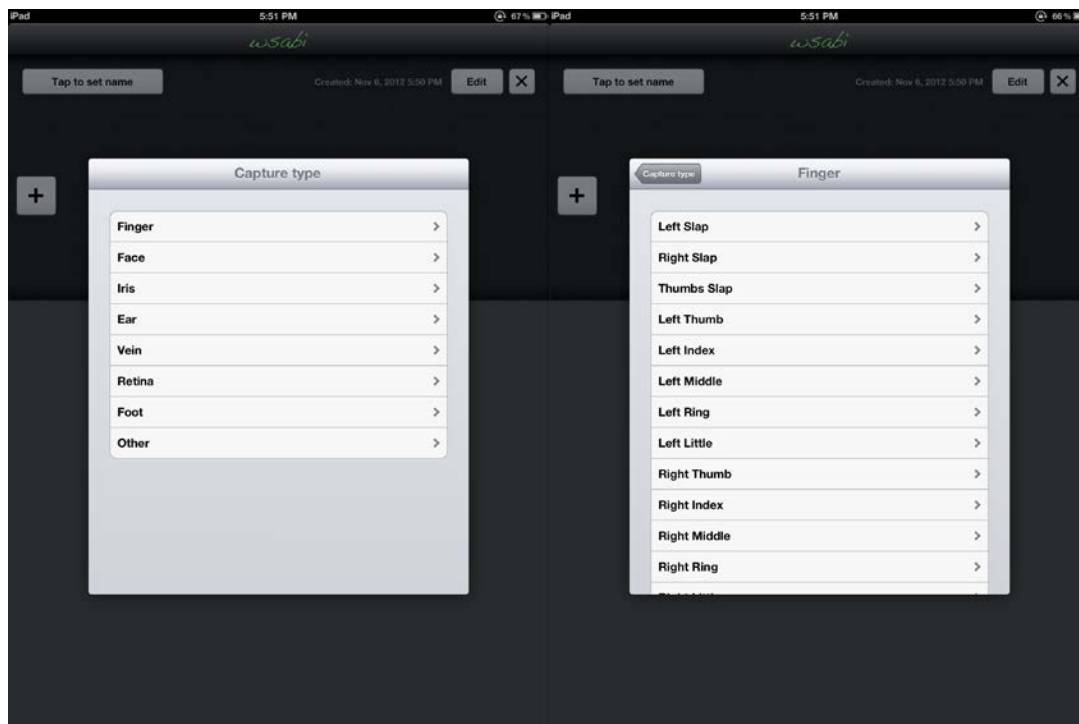 iPad 5:51 PM 67%
wsabi
Tap to set name Created: Nov 6, 2012 5:50 PM Edit
+
Capture type
Finger
Face
Iris
Ear
Vein
Retina
Foot
Other
iPad 5:51 PM 66%
wsabi
Tap to set name Created: Nov 6, 2012 5:50 PM Edit
+
Capture type Finger
Left Slap
Right Slap
Thumbs Slap
Left Thumb
Left Index
Left Middle
Left Ring
Left Little
Right Thumb
Right Index
Right Middle
Right Ring